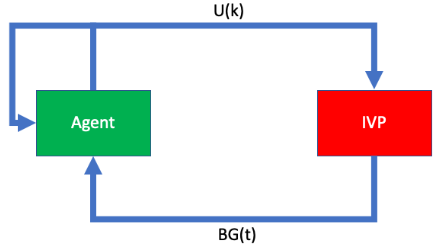 U(k)
Agent
IVP
BG(t)